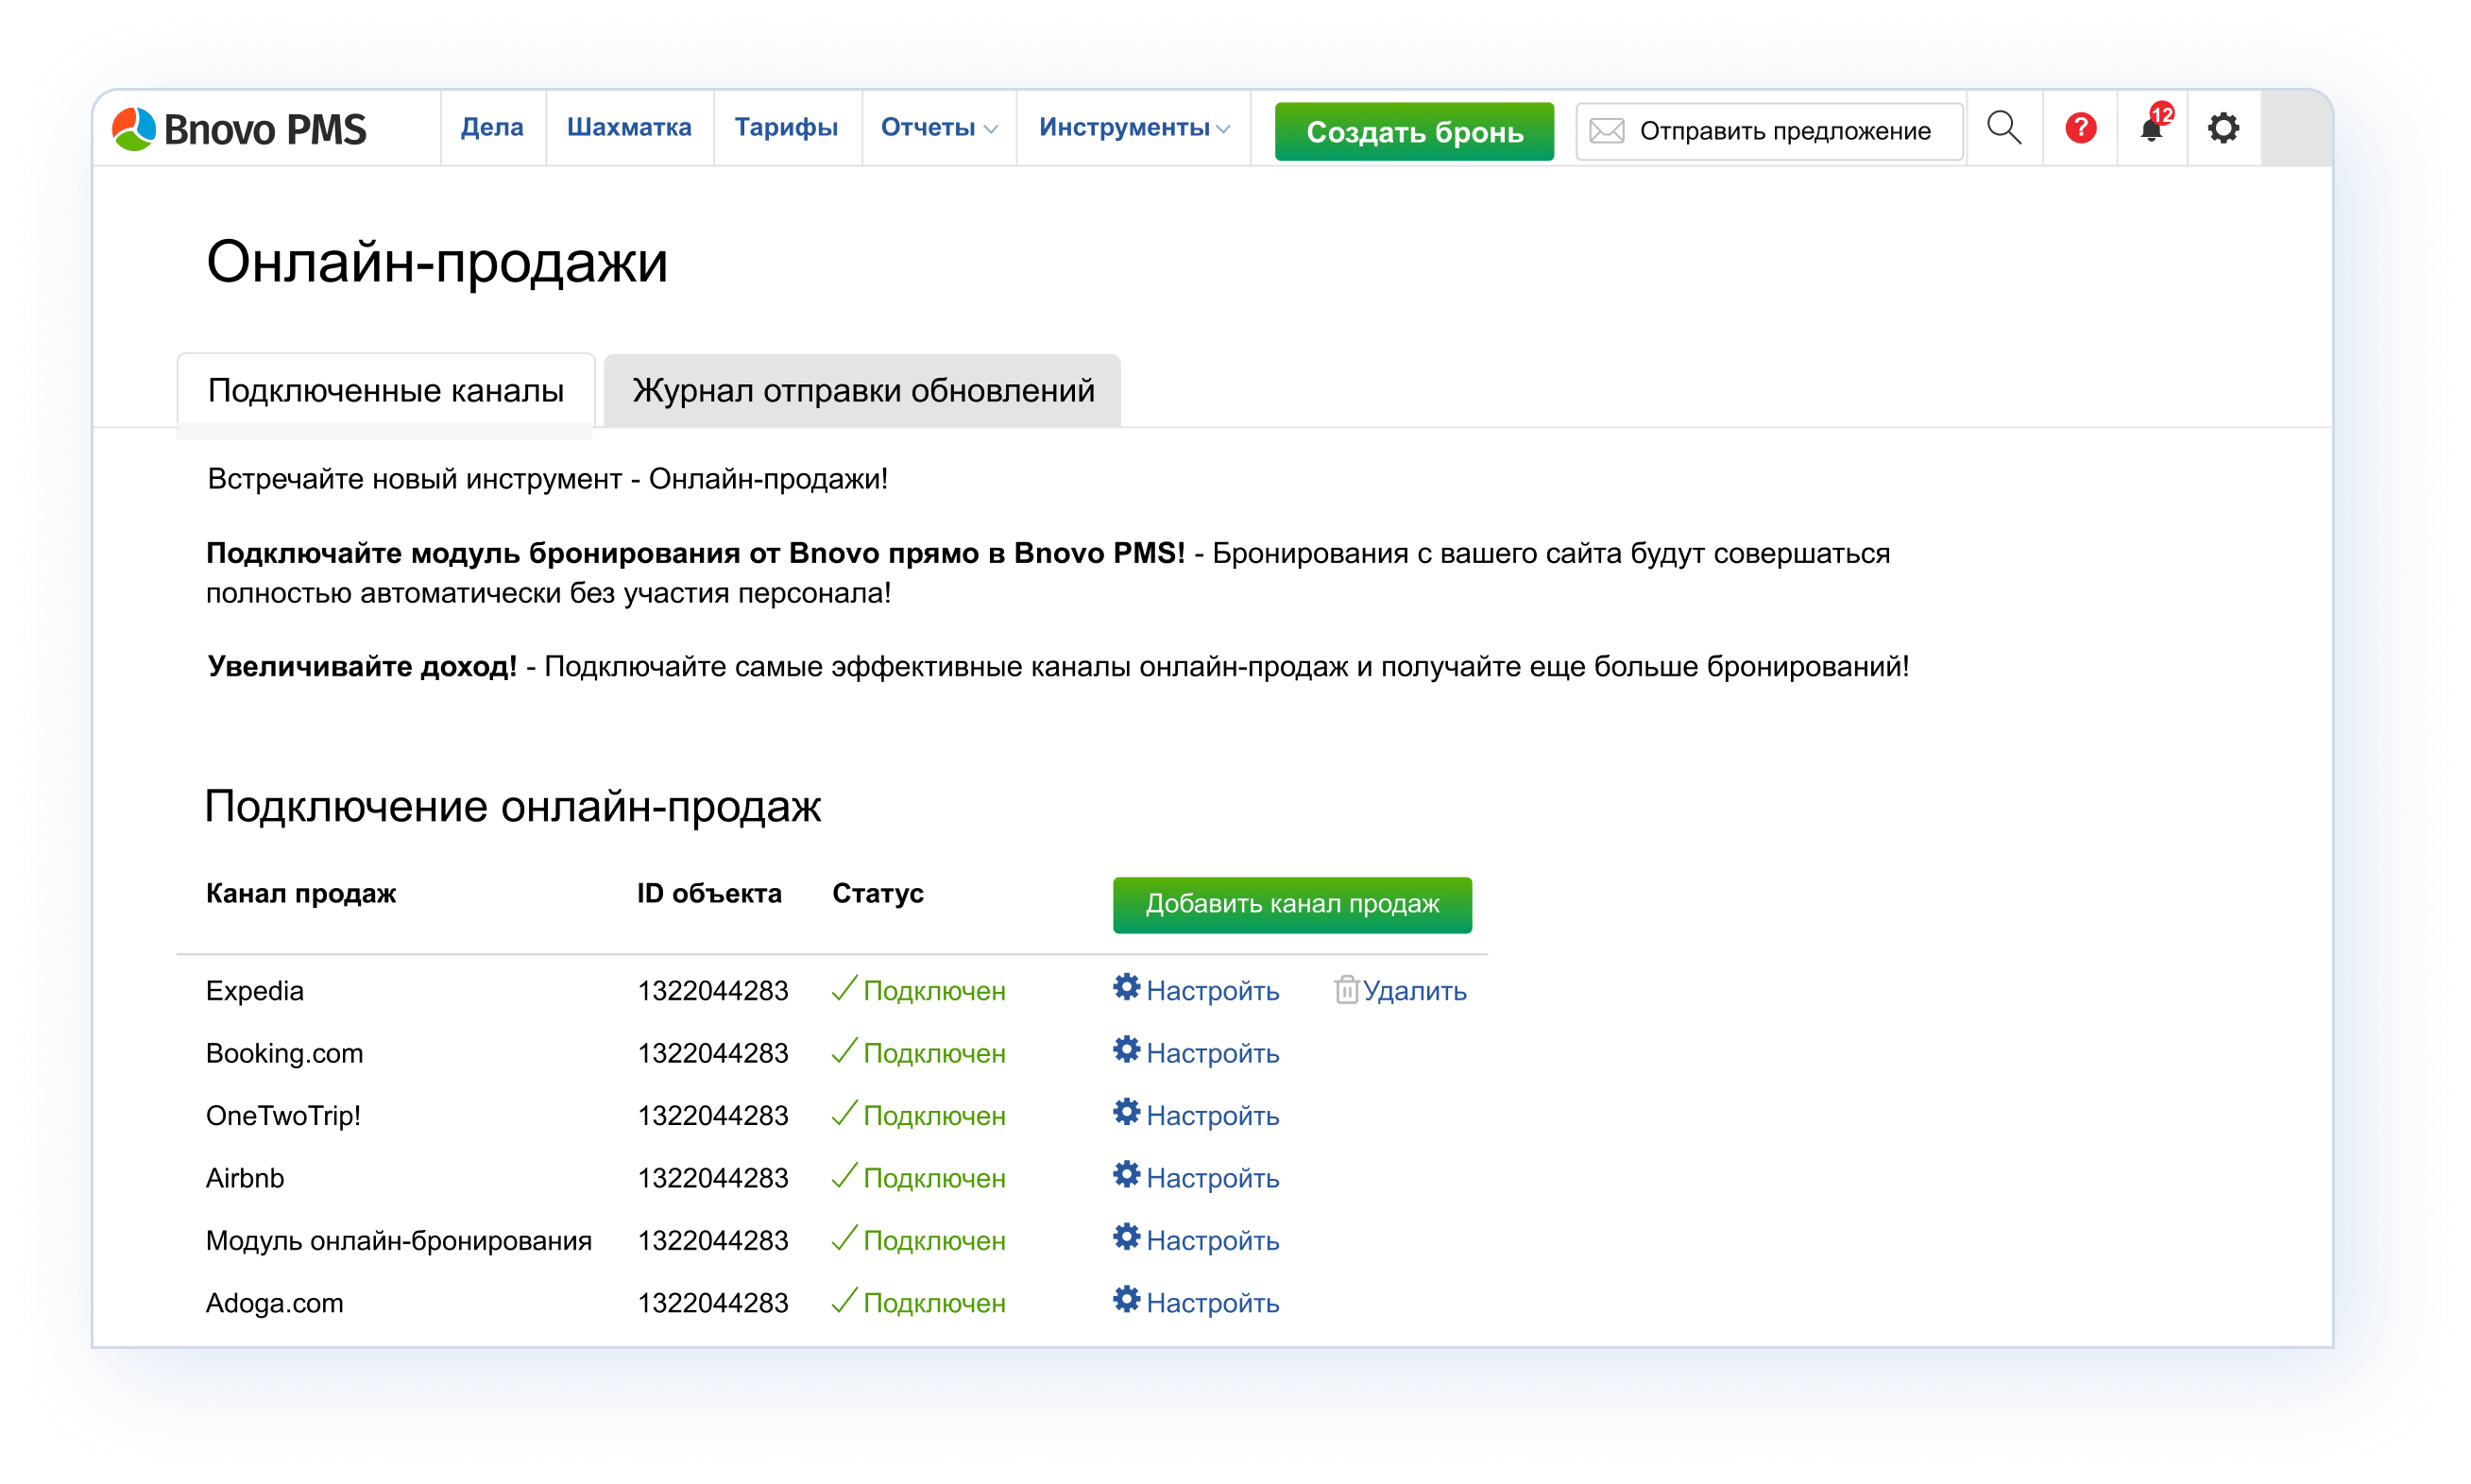 Bnovo PMS Дела Шахматка Тарифы Отчеты Инструменты Создать бронь Отправить предложение ? 12
Онлайн-продажи
Подключенные каналы Журнал отправки обновлений
Встречайте новый инструмент - Онлайн-продажи!
Подключайте модуль бронирования от Bnovo прямо в Bnovo PMS! - Бронирования с вашего сайта будут совершаться
полностью автоматически без участия персонала!
Увеличивайте доход! - Подключайте самые эффективные каналы онлайн-продаж и получайте еще больше бронирований!
Подключение онлайн-продаж
Канал продаж ID объекта Статус Добавить канал продаж
Expedia 1322044283 Подключен Настройть Удалить
Booking.com 1322044283 Подключен Настройть
OneTwoTrip! 1322044283 Подключен Настройть
Airbnb 1322044283 Подключен Настройть
Модуль онлайн-бронирования 1322044283 Подключен Настройть
Adoga.com 1322044283 Подключен Настройть